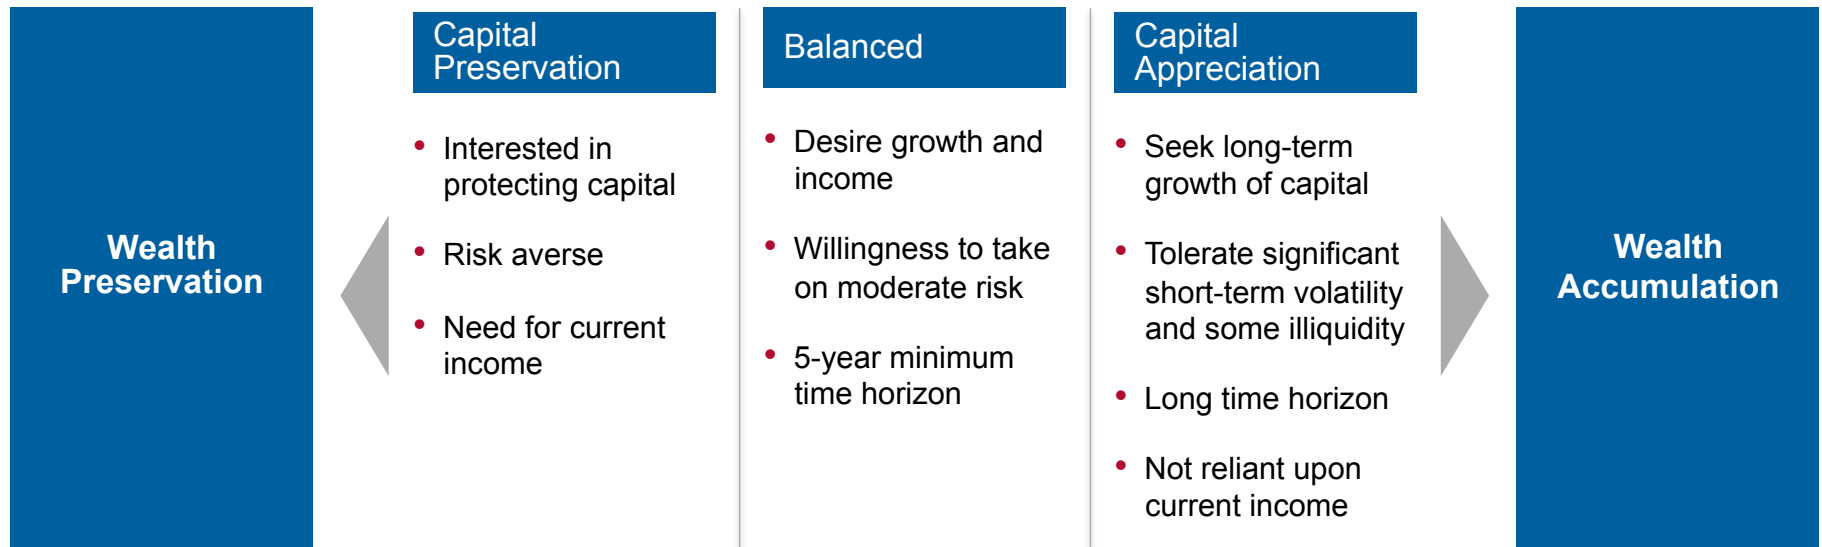 Wealth
Preservation
Capital
Preservation
• Interested in
protecting capital
• Risk averse
• Need for current
income
Balanced
• Desire growth and
income
• Willingness to take
on moderate risk
• 5-year minimum
time horizon
Capital
Appreciation
• Seek long-term
growth of capital
• Tolerate significant
short-term volatility
and some illiquidity
• Long time horizon
• Not reliant upon
current income
Wealth
Accumulation